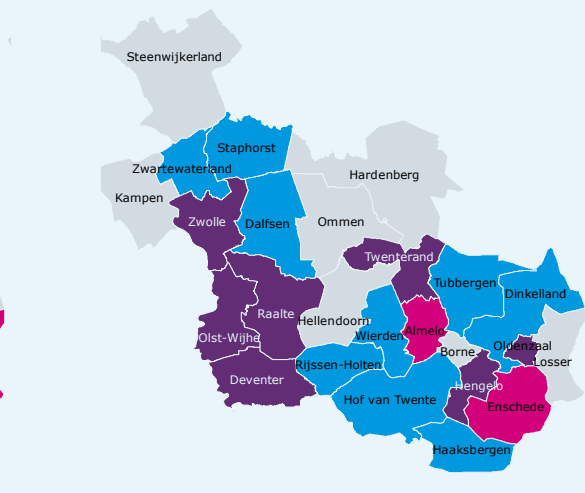 Steenwijkerland
Staphorst
Zwartewaterland
Hardenberg
Kampen
Zwolle
Dalfsen
Ommen
Twenterand
Tubbergen
Dinkelland
Raalte
Hellendoorn
Almelo
Wierden
Olst-Wijhe
Oldenzaal
Borne
Losser
Rijssen-Holten
Deventer
Hengelo
Hof van Twente
Enschede
Haaksbergen